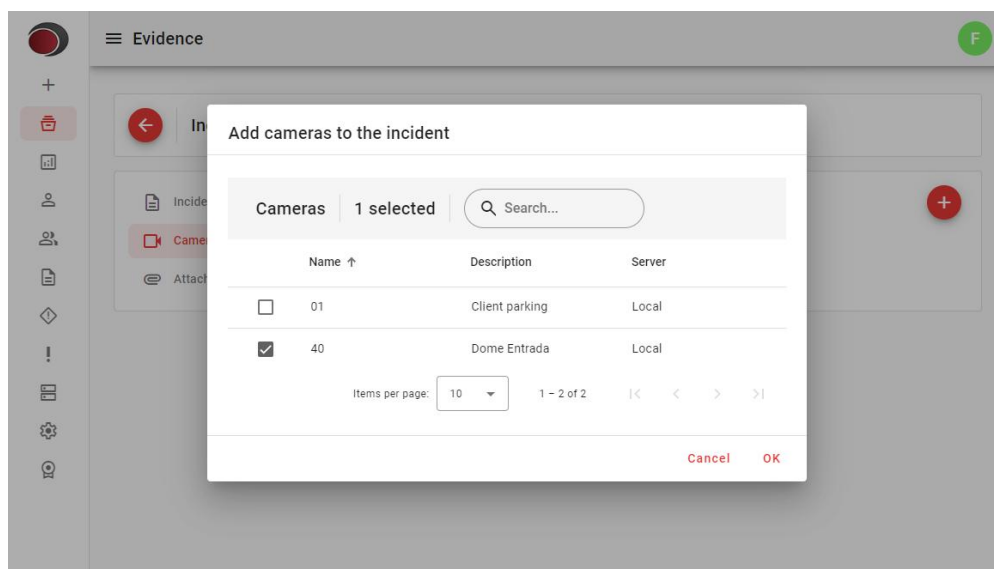 Evidence
F
In
Add cameras to the incident
Incide
Came
Attach
Cameras 1 selected Search...
Name Description Server
01 Client parking Local
40 Dome Entrada Local
Items per page: 10 1 – 2 of 2
Cancel OK